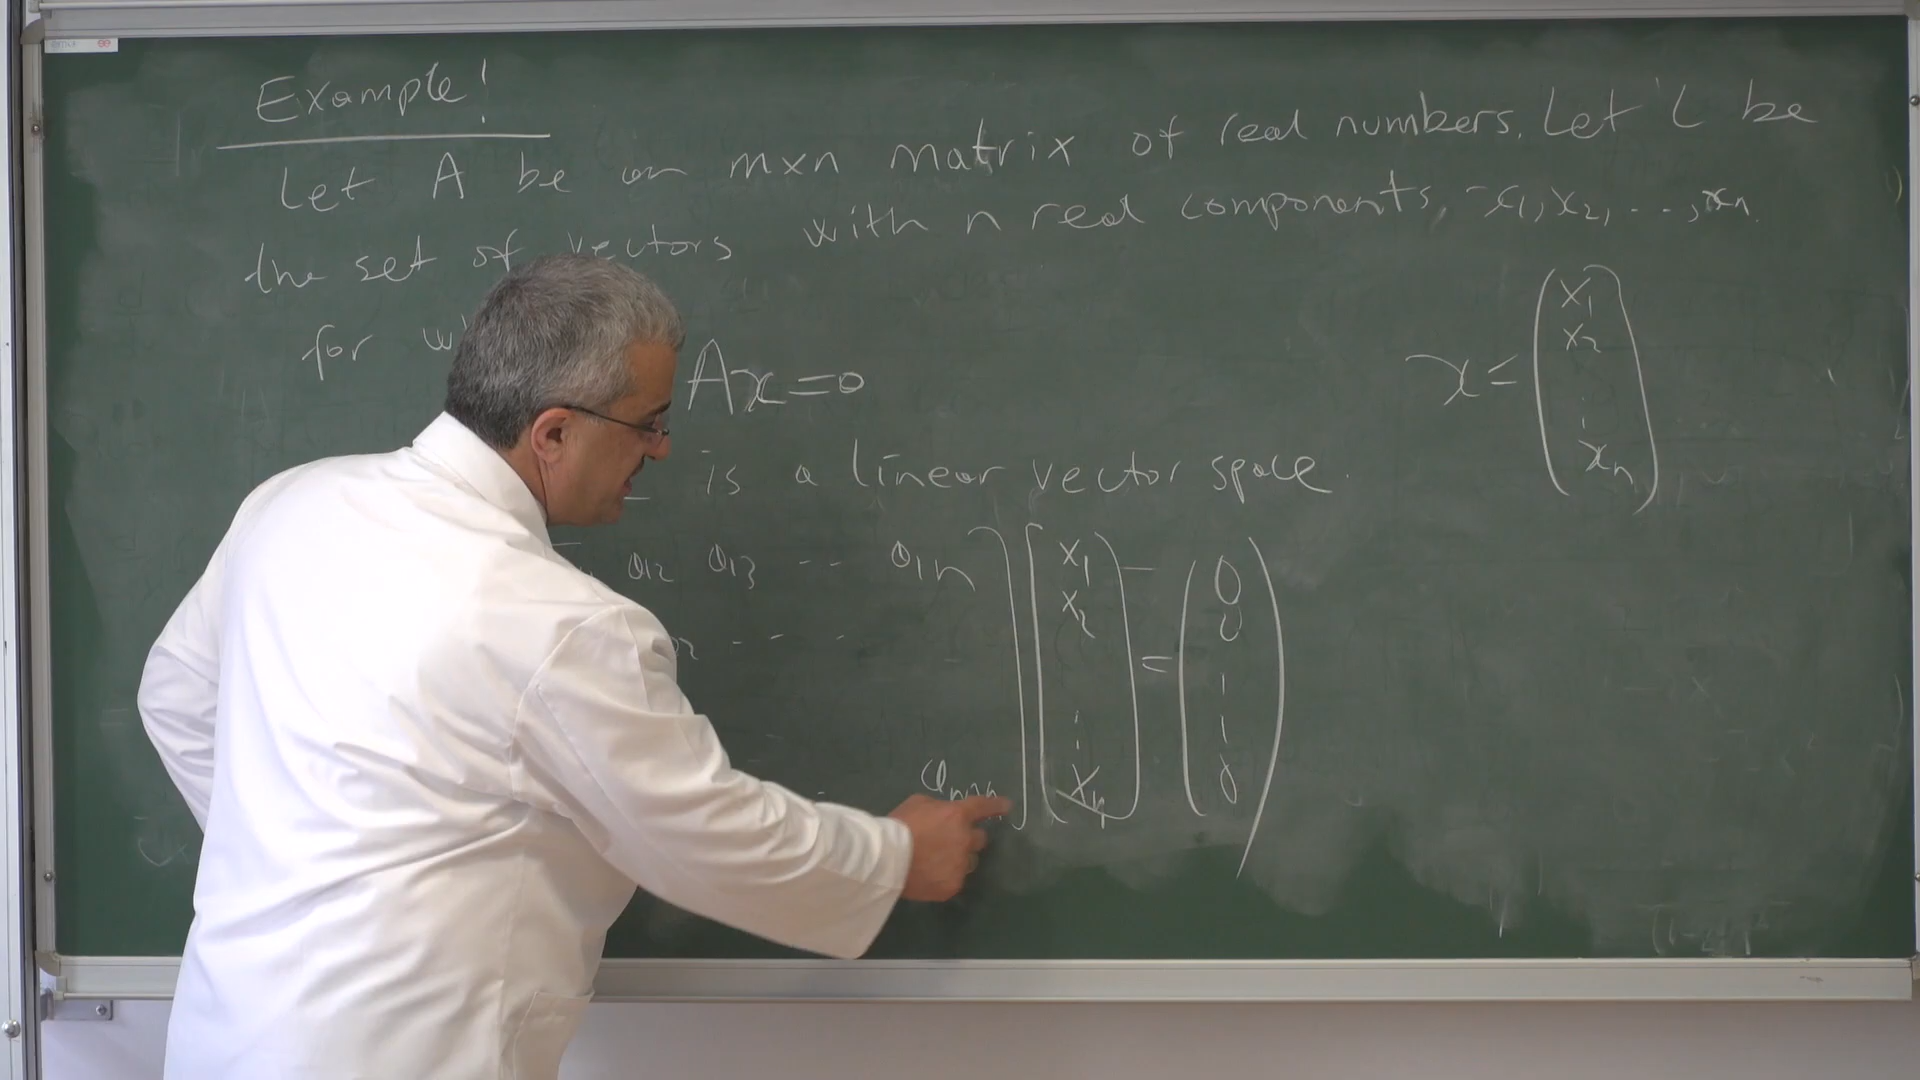 Example!
Let A be an mxn matrix of real numbers. Let L be
the set of vectors with n real components, x₁, x₂, ..., xₙ.
for
Ax=0
x =
x₁
x₂
⋮
xₙ
is a linear vector space.
a₁₂ a₁₃ -- a₁ₙ
x₁
x₂
⋮
xₙ
=
0
0
⋮
0
aₘₙ